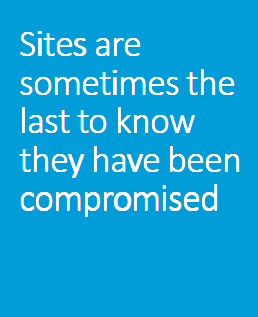 Sites are
sometimes the
last to know
they have been
compromised